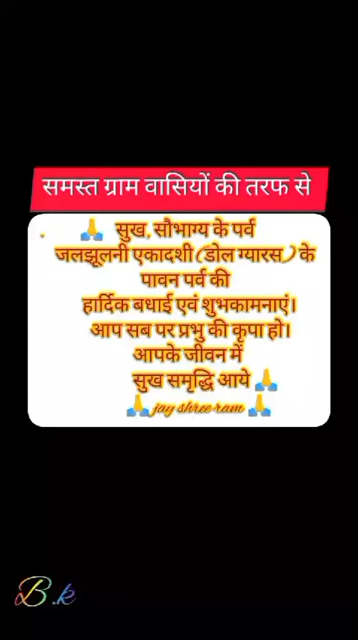 समस्त ग्राम वासियों की तरफ से
🙏 सुख, सौभाग्य के पर्व
जलझूलनी एकादशी (डोल ग्यारस) के
पावन पर्व की
हार्दिक बधाई एवं शुभकामनाएं।
आप सब पर प्रभु की कृपा हो।
आपके जीवन में
सुख समृद्धि आये 🙏
🙏 jay shree ram 🙏
B.k